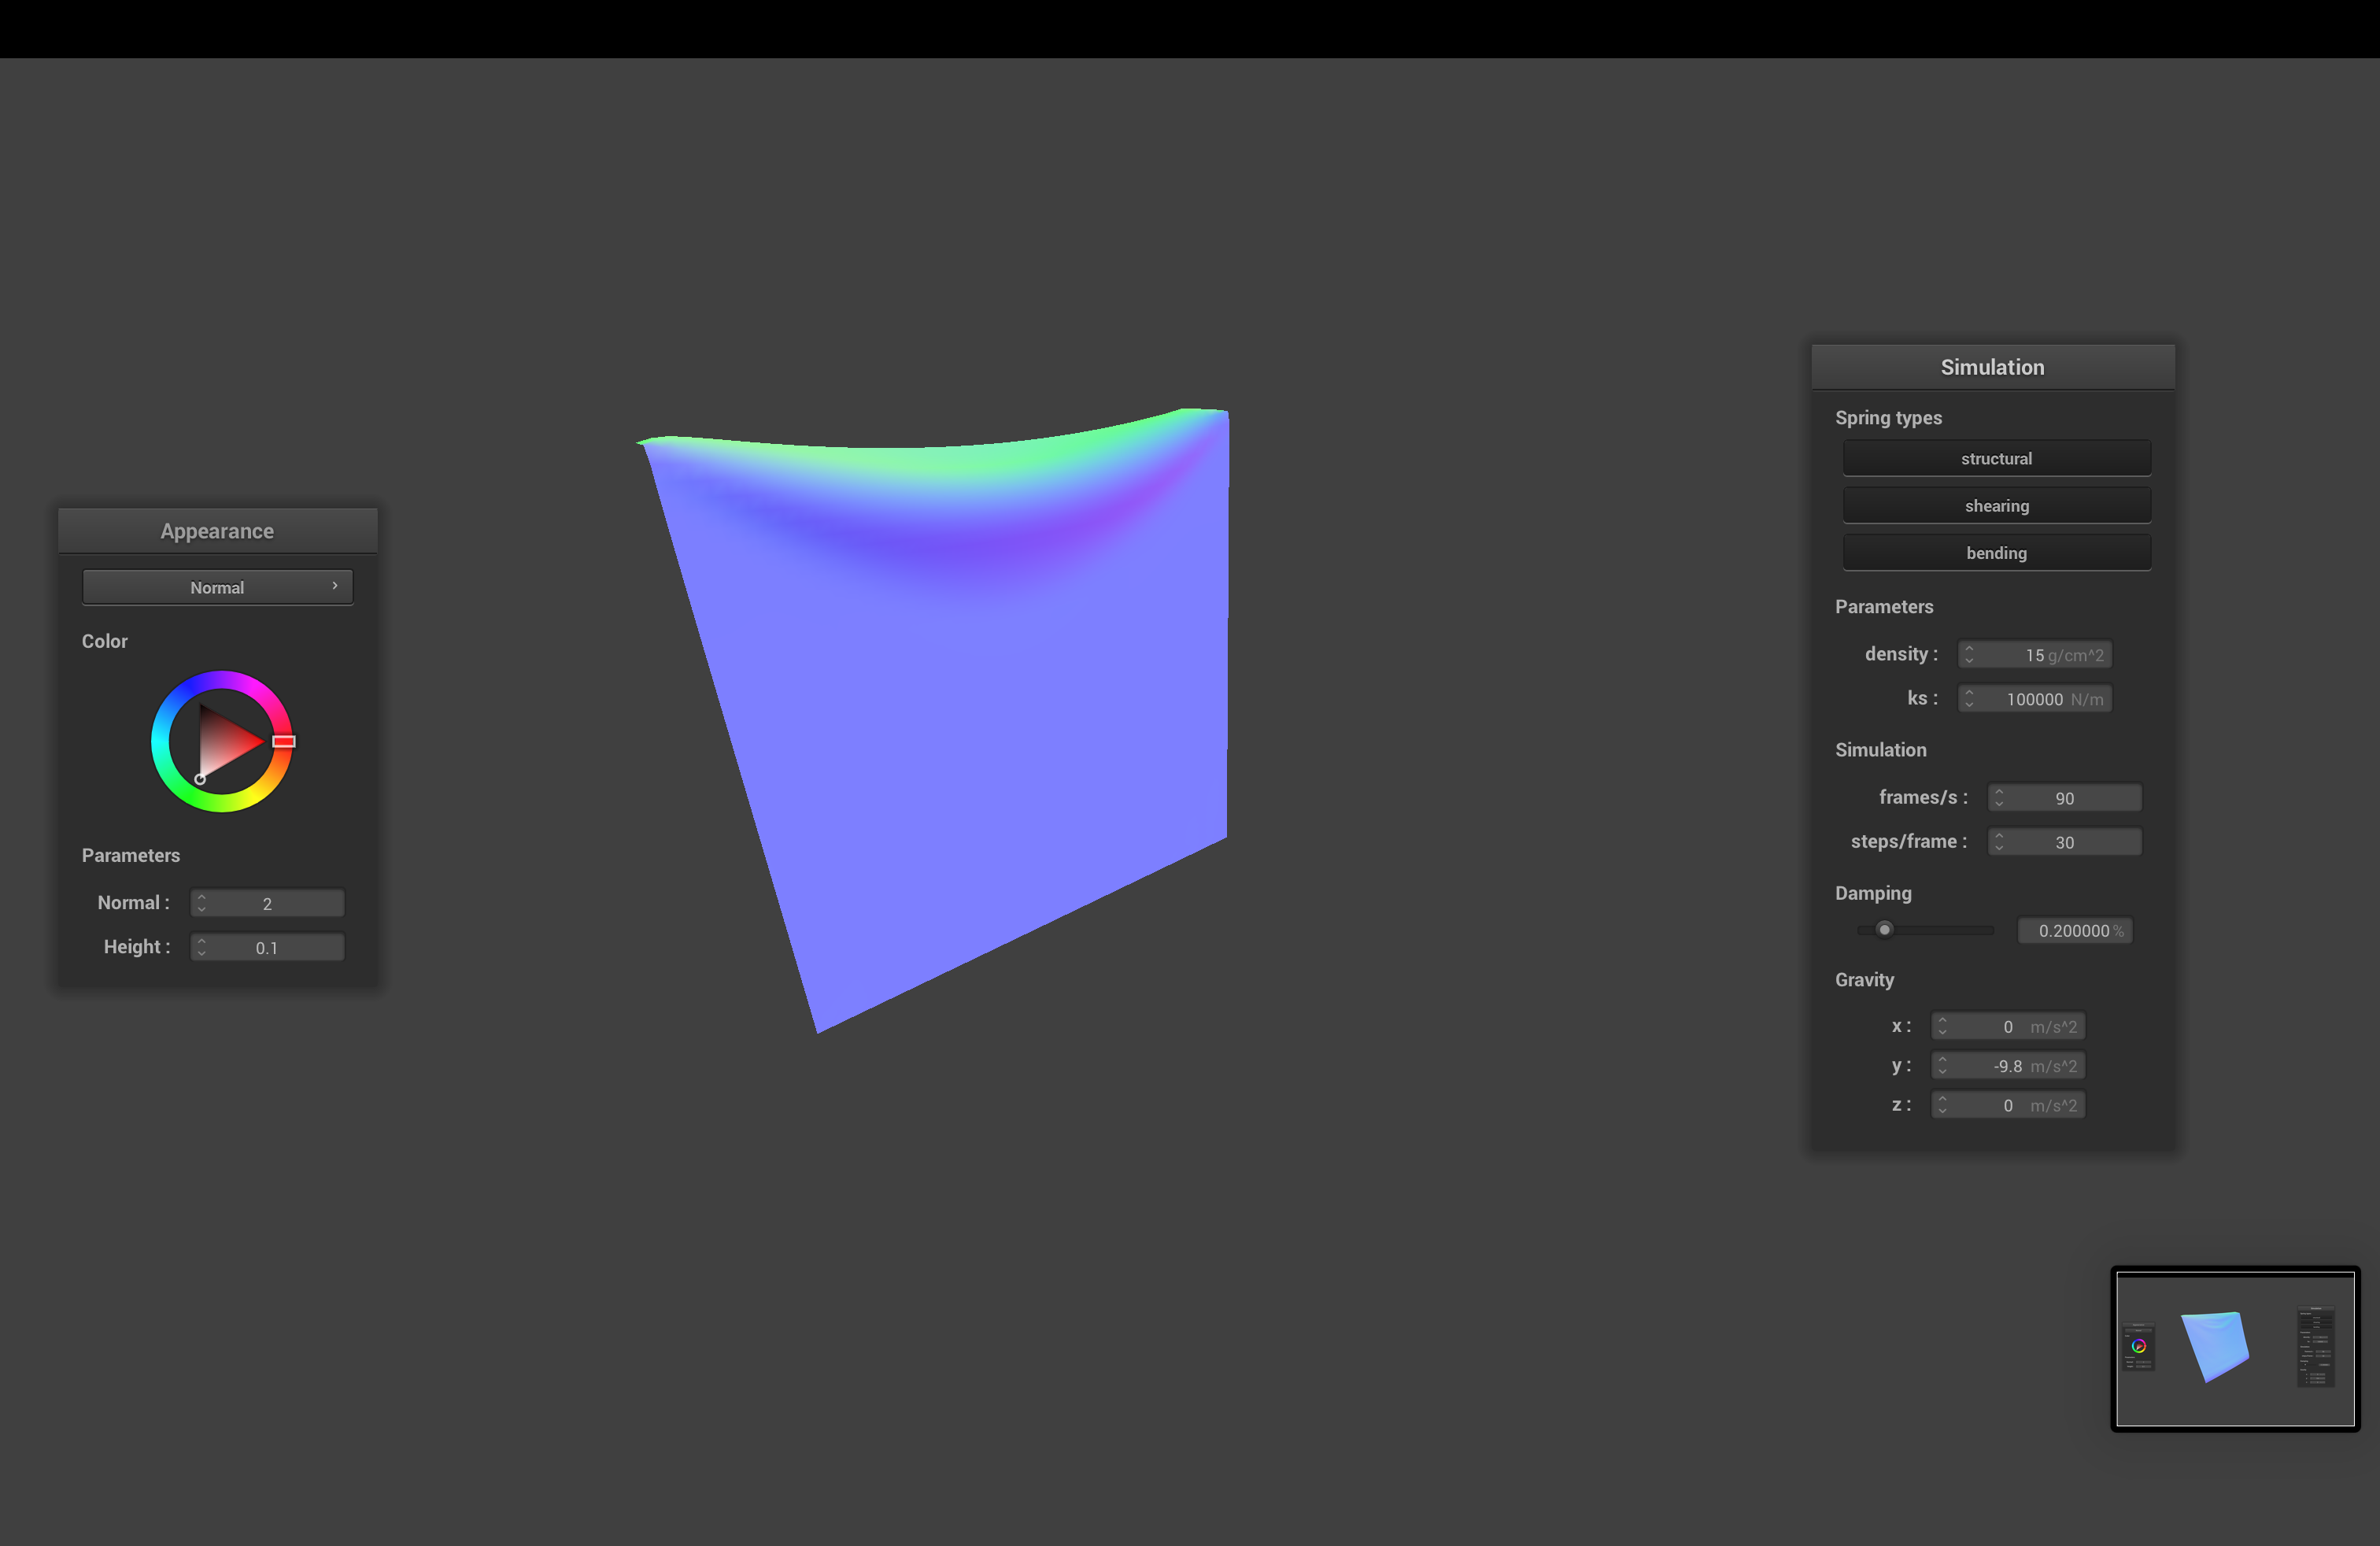 Appearance
Normal
Color
Parameters
Normal :
2
Height :
0.1
Simulation
Spring types
structural
shearing
bending
Parameters
density :
15 g/cm^2
ks :
100000 N/m
Simulation
frames/s :
90
steps/frame :
30
Damping
0.200000 %
Gravity
x :
0 m/s^2
y :
-9.8 m/s^2
z :
0 m/s^2